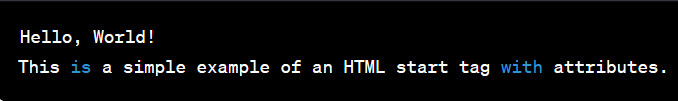 Hello, World!
This is a simple example of an HTML start tag with attributes.